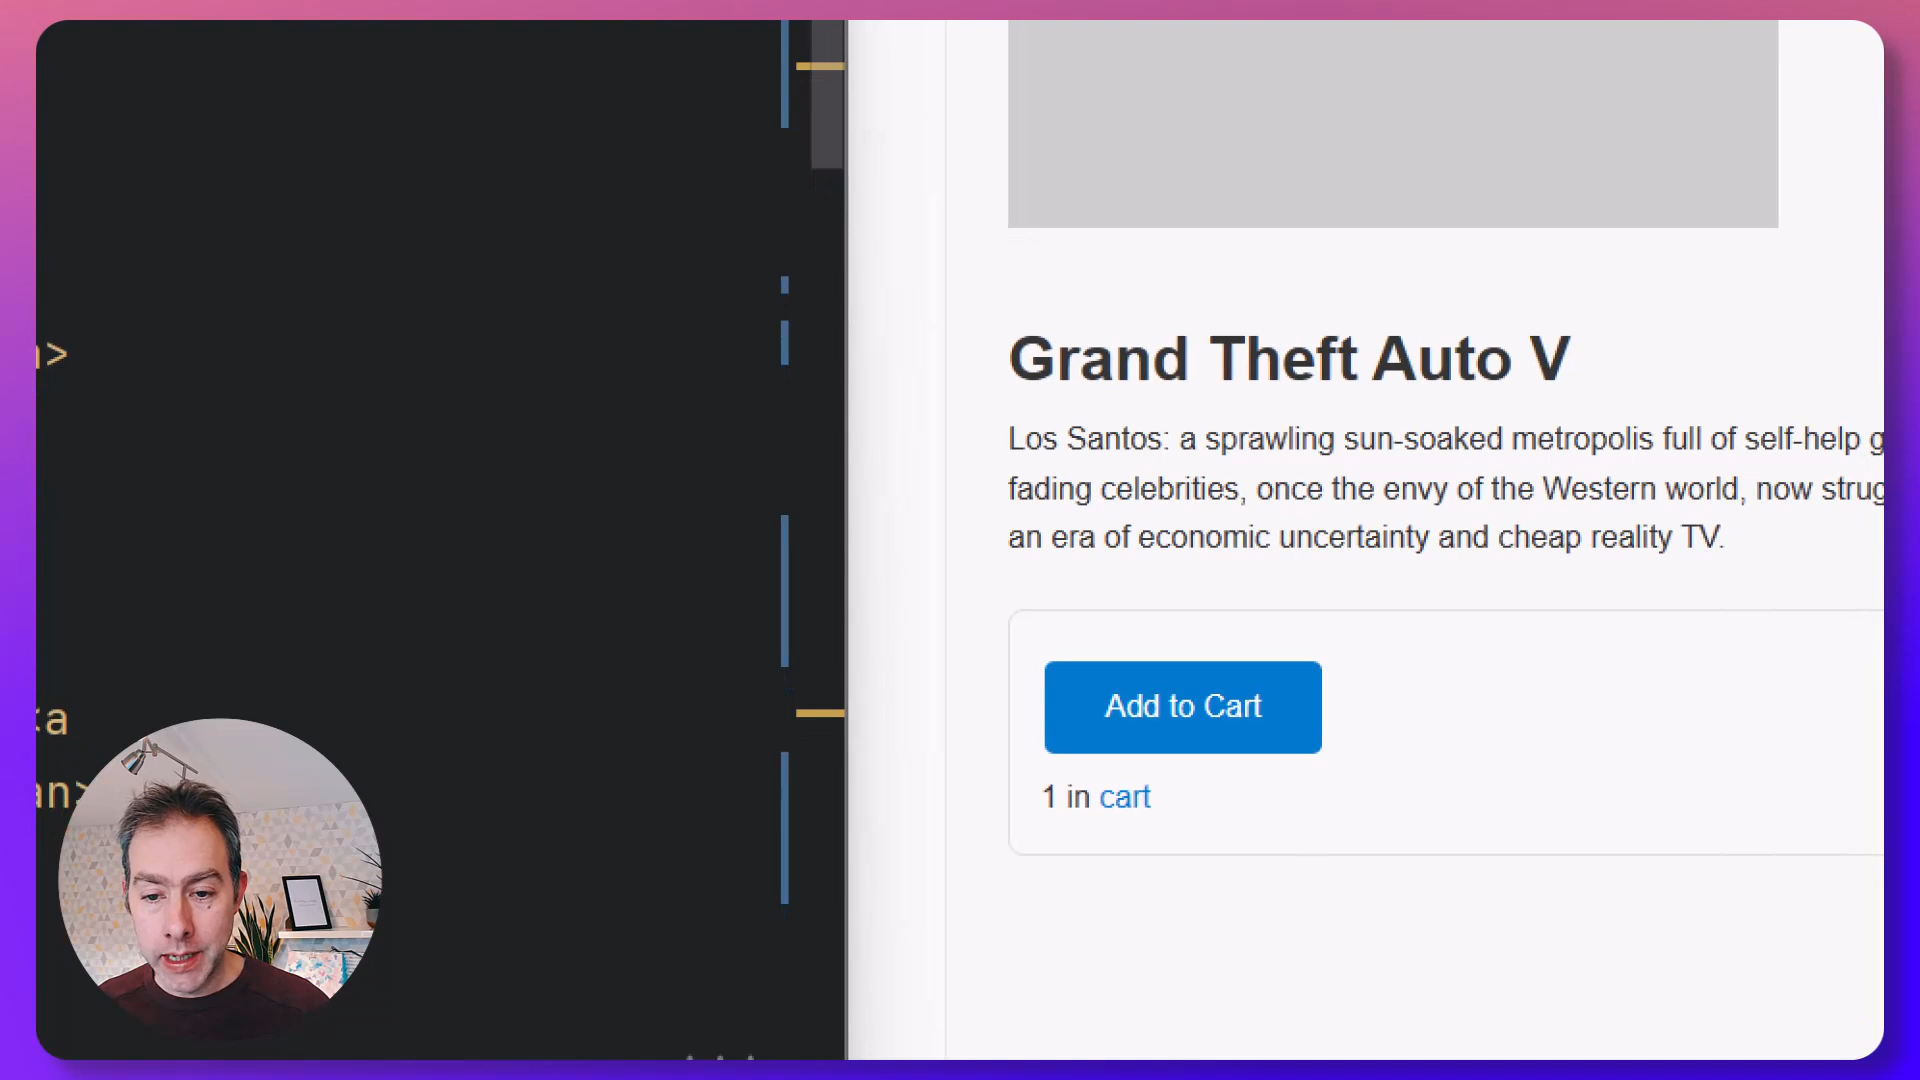 n>
<a
an>
Grand Theft Auto V
Los Santos: a sprawling sun-soaked metropolis full of self-help g
fading celebrities, once the envy of the Western world, now strug
an era of economic uncertainty and cheap reality TV.
Add to Cart
1 in cart